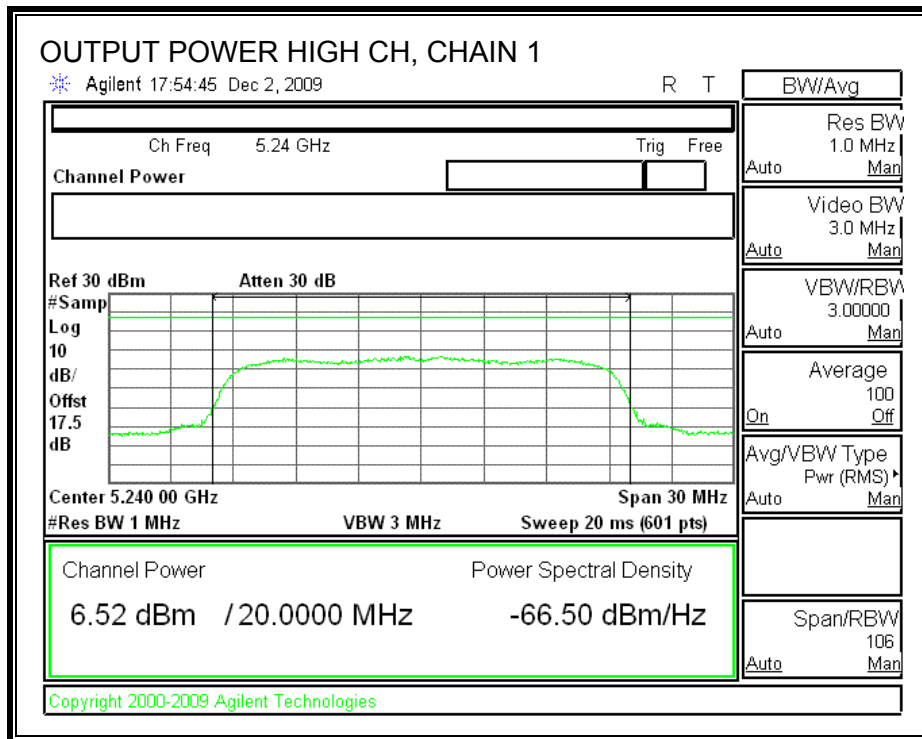 OUTPUT POWER HIGH CH, CHAIN 1
Agilent 17:54:45 Dec 2, 2009 R T
BW/Avg
Ch Freq 5.24 GHz Trig Free
Channel Power
Ref 30 dBm Atten 30 dB
#Samp
Log
10
dB/
Offst
17.5
dB
Center 5.240 00 GHz Span 30 MHz
#Res BW 1 MHz VBW 3 MHz Sweep 20 ms (601 pts)
Channel Power Power Spectral Density
6.52 dBm /20.0000 MHz -66.50 dBm/Hz
Res BW
1.0 MHz
Auto Man
Video BW
3.0 MHz
Auto Man
VBW/RBW
3.00000
Auto Man
Average
100
On Off
Avg/VBW Type
Pwr (RMS)
Auto Man
Span/RBW
106
Auto Man
Copyright 2000-2009 Agilent Technologies